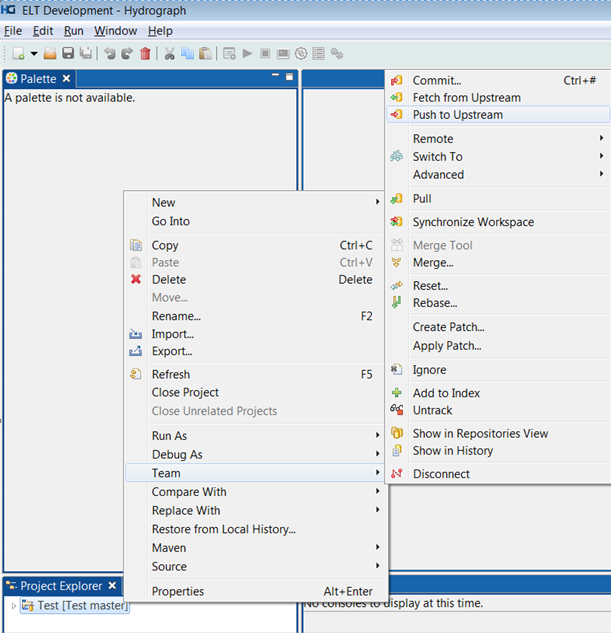 HG ELT Development - Hydrograph
File Edit Run Window Help
Palette
A palette is not available.
Commit... Ctrl+#
Fetch from Upstream
Push to Upstream
Remote
Switch To
Advanced
Pull
Synchronize Workspace
Merge Tool
Merge...
Reset...
Rebase...
Create Patch...
Apply Patch...
Ignore
Add to Index
Untrack
Show in Repositories View
Show in History
Disconnect
New
Go Into
Copy Ctrl+C
Paste Ctrl+V
Delete Delete
Move...
Rename... F2
Import...
Export...
Refresh F5
Close Project
Close Unrelated Projects
Run As
Debug As
Team
Compare With
Replace With
Restore from Local History...
Maven
Source
Properties Alt+Enter
Project Explorer
Test [Test master]
No consoles to display at this time.